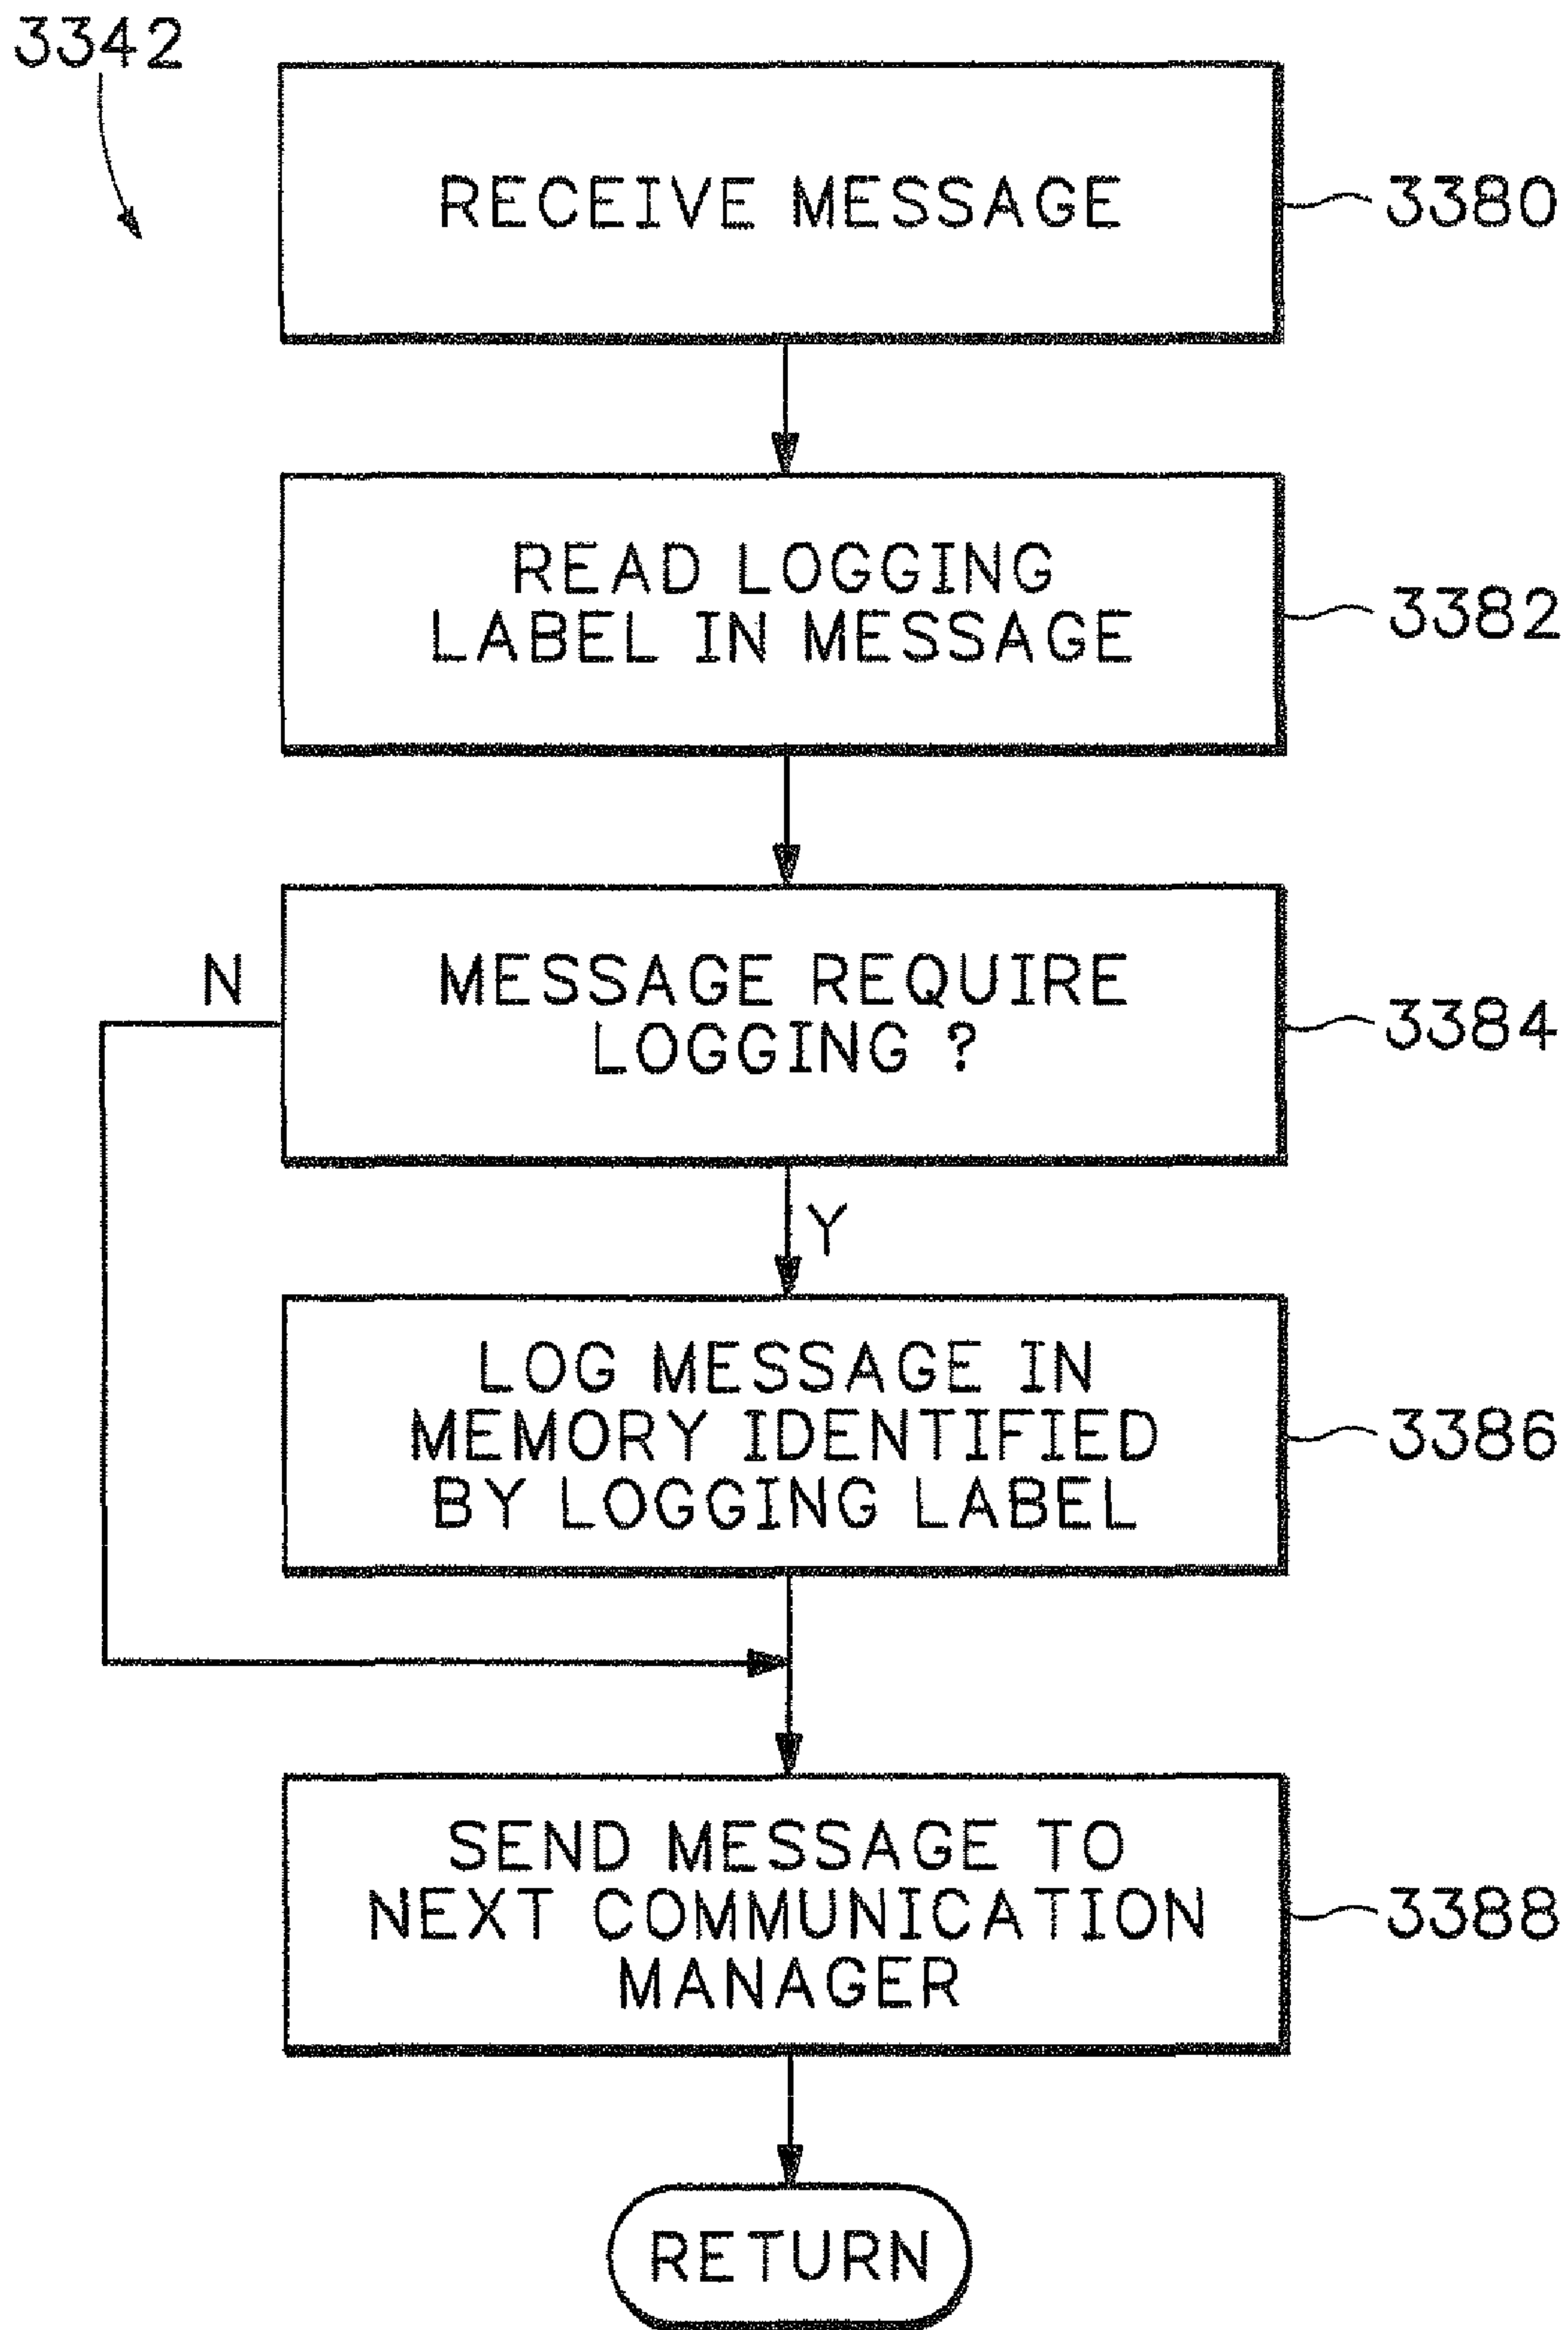 3342
RECEIVE MESSAGE
3380
READ LOGGING
LABEL IN MESSAGE
3382
MESSAGE REQUIRE
LOGGING ?
3384
N
Y
LOG MESSAGE IN
MEMORY IDENTIFIED
BY LOGGING LABEL
3386
SEND MESSAGE TO
NEXT COMMUNICATION
MANAGER
3388
RETURN